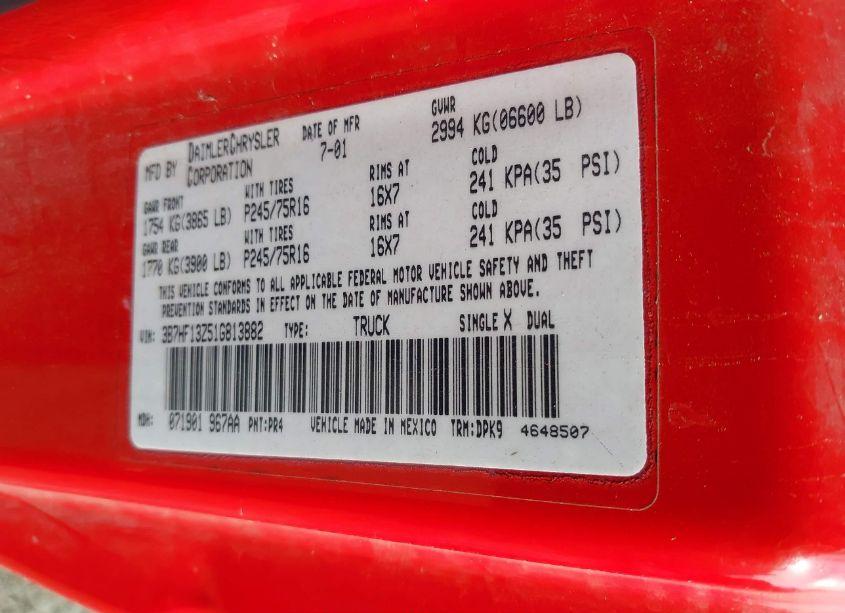 MFD BY DAIMLERCHRYSLER CORPORATION DATE OF MFR 7-01 GVWR 2994 KG(06600 LB)
GAWR FRONT WITH TIRES RIMS AT COLD
1754 KG(3865 LB) P245/75R16 16X7 241 KPA(35 PSI)
GAWR REAR WITH TIRES RIMS AT COLD
1770 KG(3900 LB) P245/75R16 16X7 241 KPA(35 PSI)
THIS VEHICLE CONFORMS TO ALL APPLICABLE FEDERAL MOTOR VEHICLE SAFETY AND THEFT
PREVENTION STANDARDS IN EFFECT ON THE DATE OF MANUFACTURE SHOWN ABOVE.
VIN: 3B7HF13Z51G813882 TYPE: TRUCK SINGLE X DUAL
MDH: 071901 967AA PNT:PR4 VEHICLE MADE IN MEXICO TRM:DPK9 4648507